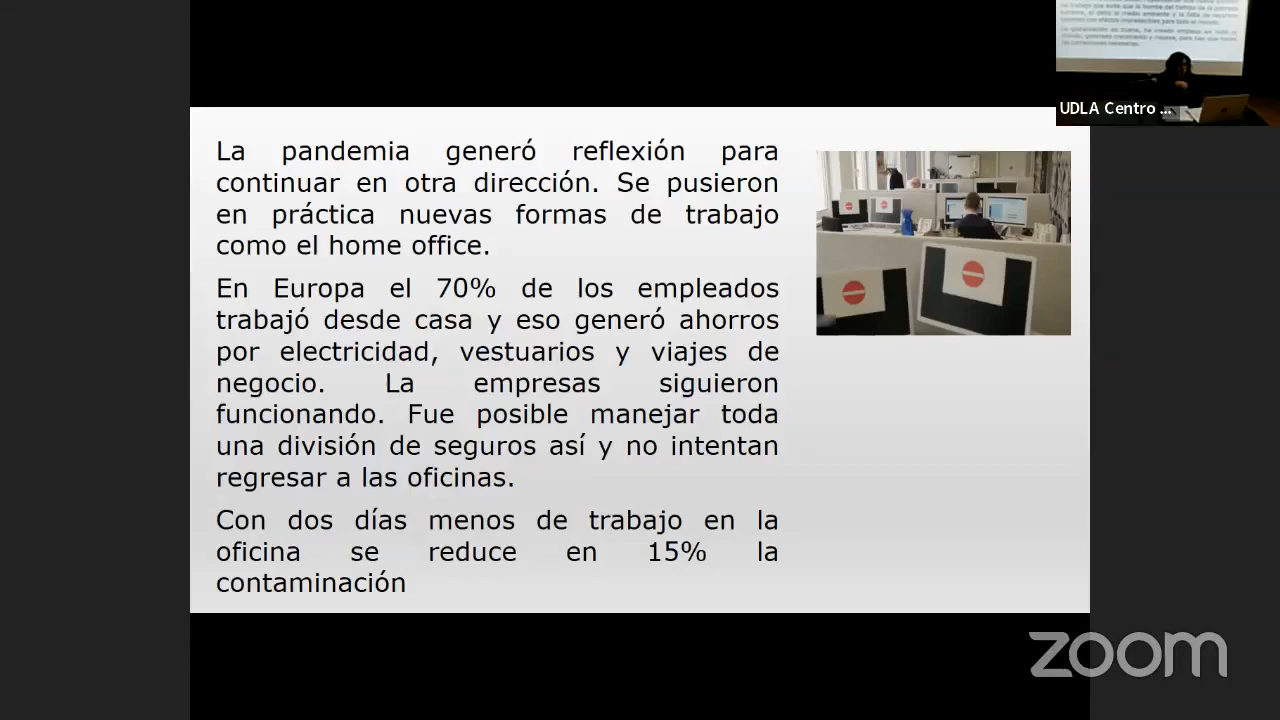 La pandemia generó reflexión para
continuar en otra dirección. Se pusieron
en práctica nuevas formas de trabajo
como el home office.
En Europa el 70% de los empleados
trabajó desde casa y eso generó ahorros
por electricidad, vestuarios y viajes de
negocio. La empresas siguieron
funcionando. Fue posible manejar toda
una división de seguros así y no intentan
regresar a las oficinas.
Con dos días menos de trabajo en la
oficina se reduce en 15% la
contaminación
UDLA Centro ...
zoom